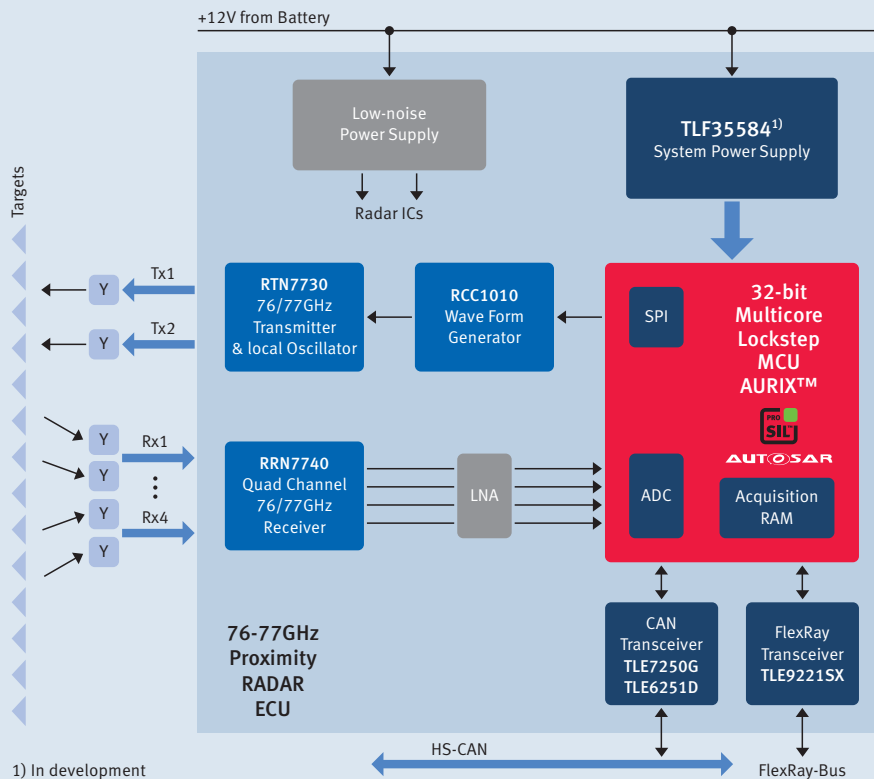 +12V from Battery
Low-noise
Power Supply
TLF355841)
System Power Supply
Radar ICs
Targets
Tx1
Y
Tx2
Y
RTN7730
76/77GHz
Transmitter
& local Oscillator
RCC1010
Wave Form
Generator
SPI
32-bit
Multicore
Lockstep
MCU
AURIX™
PRO
SIL™
AUTOSAR
Rx1
Y
Y
Rx4
Y
Y
RRN7740
Quad Channel
76/77GHz
Receiver
LNA
ADC
Acquisition
RAM
76-77GHz
Proximity
RADAR
ECU
CAN
Transceiver
TLE7250G
TLE6251D
FlexRay
Transceiver
TLE9221SX
HS-CAN
FlexRay-Bus
1) In development